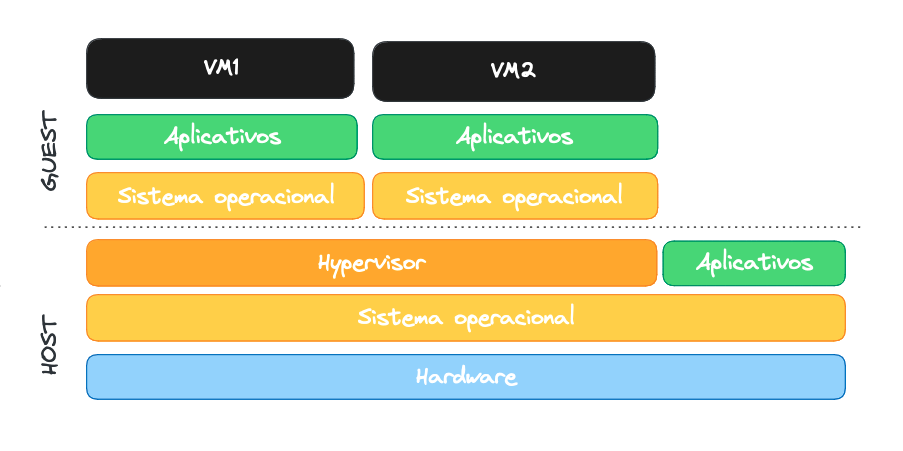 VM1
VM2
GUEST
Aplicativos
Aplicativos
Sistema operacional
Sistema operacional
Hypervisor
Aplicativos
HOST
Sistema operacional
Hardware